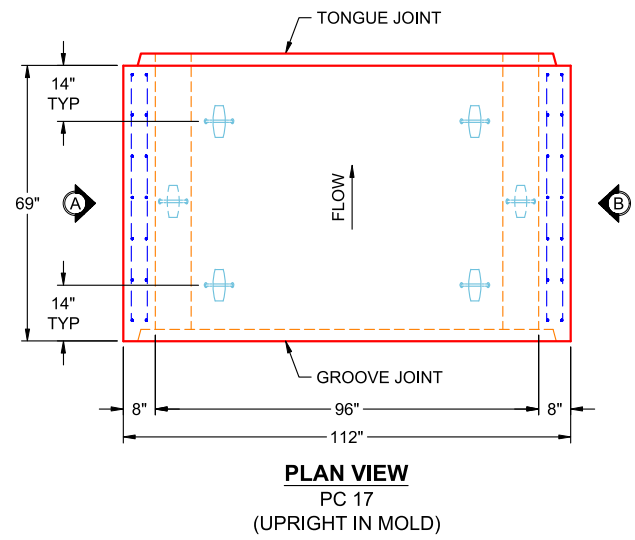 TONGUE JOINT
14"
TYP
69"
A
FLOW
B
14"
TYP
GROOVE JOINT
8"
96"
8"
112"
PLAN VIEW
PC 17
(UPRIGHT IN MOLD)